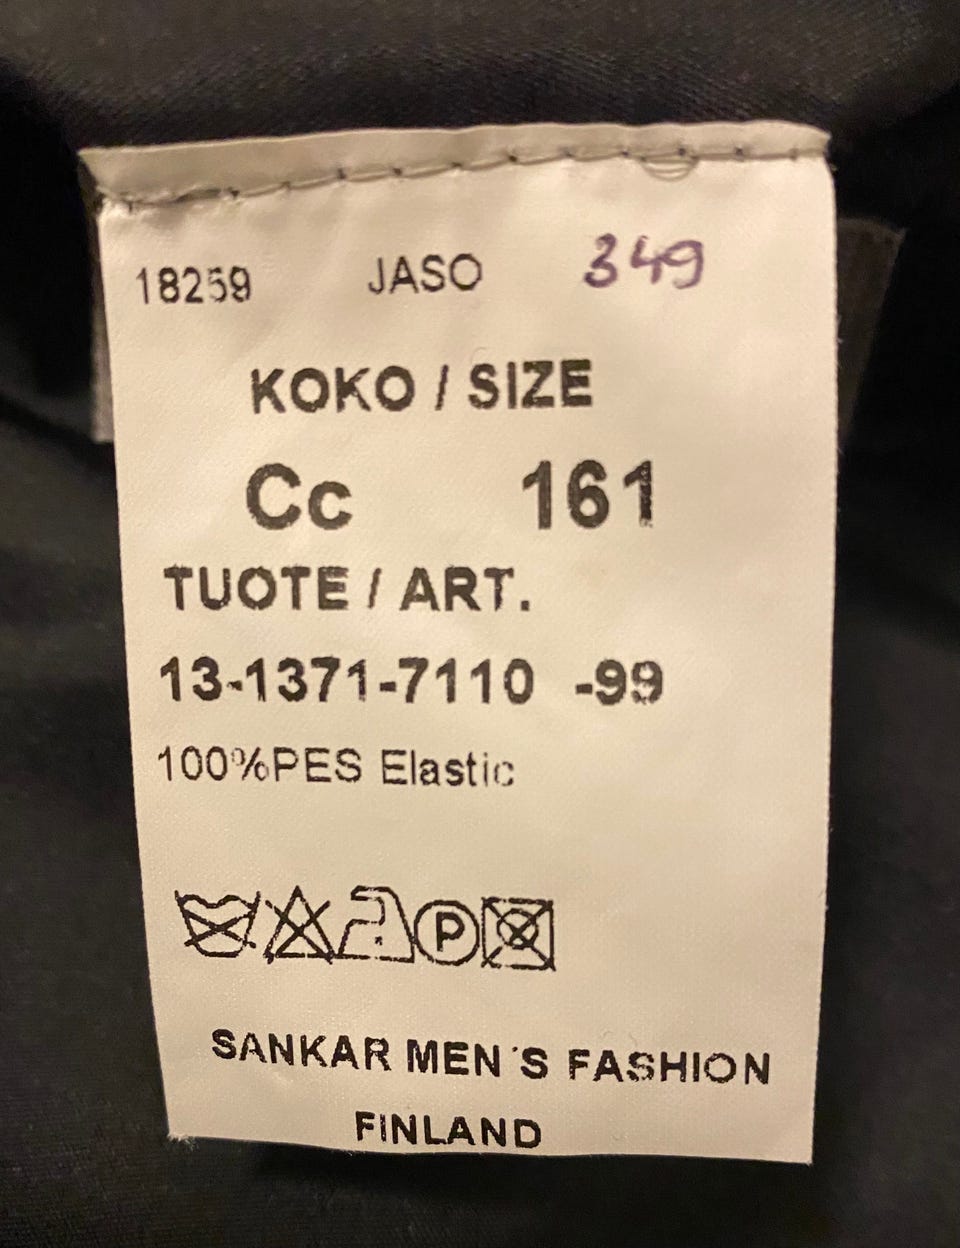 18259 JASO 349
KOKO / SIZE
Cc 161
TUOTE / ART.
13-1371-7110 -99
100%PES Elastic
P
SANKAR MEN´S FASHION
FINLAND